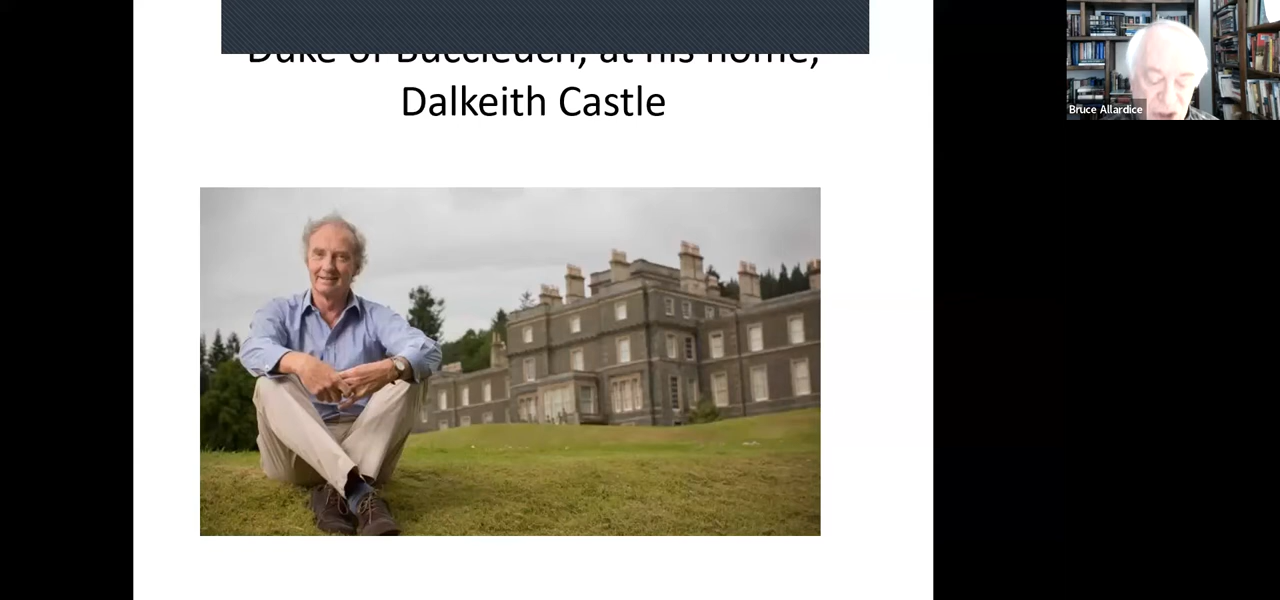 Duke of Buccleuch, at his home,
Dalkeith Castle
Bruce Allardice